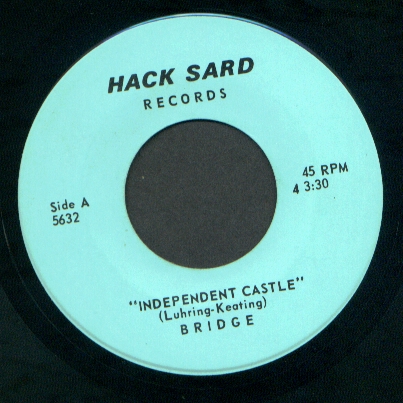 HACK SARD
RECORDS
Side A
5632
45 RPM
4 3:30
"INDEPENDENT CASTLE"
(Luhring-Keating)
BRIDGE